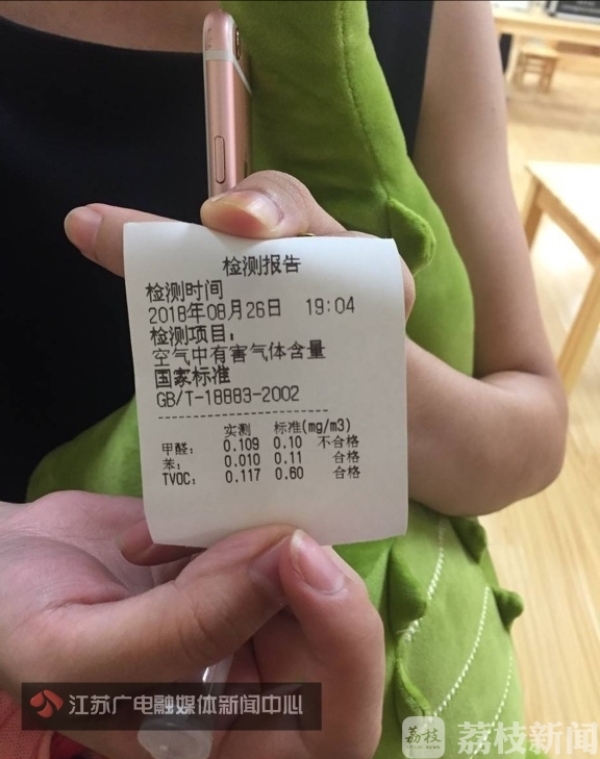 检测报告
检测时间
2018年08月26日 19:04
检测项目:
空气中有害气体含量
国家标准
GB/T-18883-2002
实测 标准(mg/m3)
甲醛: 0.109 0.10 不合格
苯: 0.010 0.11 合格
TVOC: 0.117 0.60 合格
江苏广电融媒体新闻中心
荔枝 荔枝新闻